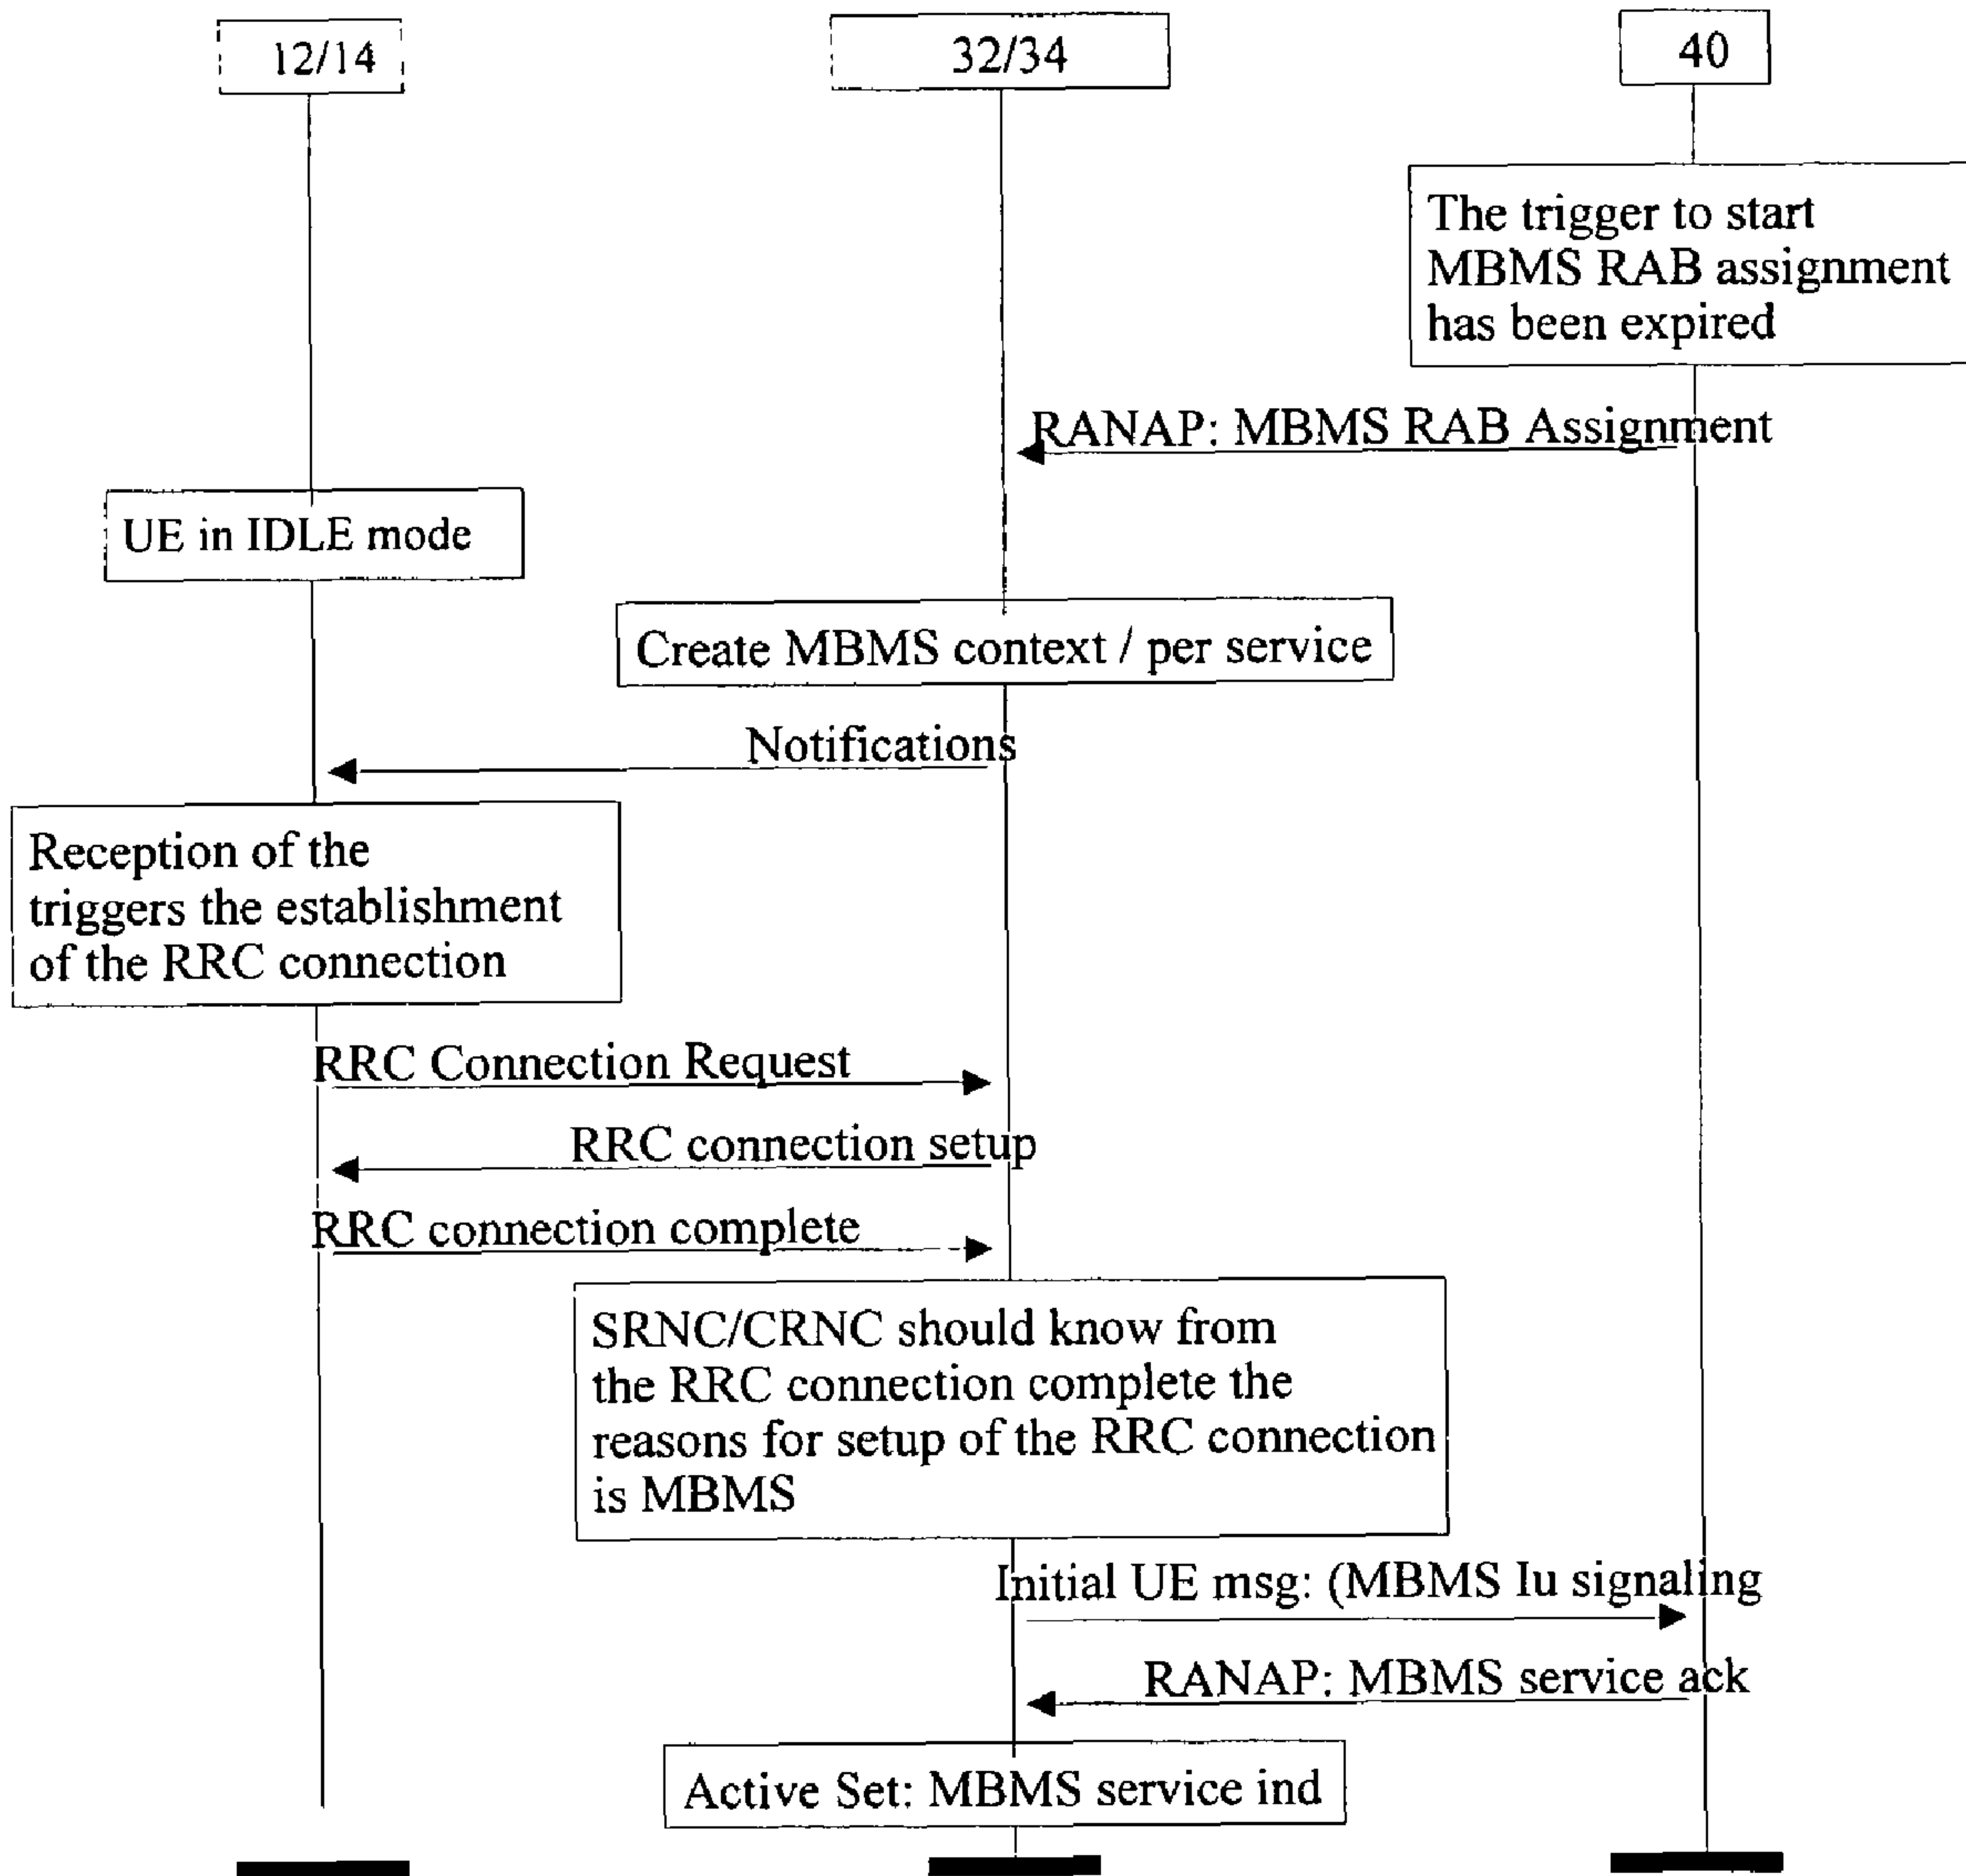 12/14
32/34
40
The trigger to start
MBMS RAB assignment
has been expired
RANAP: MBMS RAB Assignment
UE in IDLE mode
Create MBMS context / per service
Notifications
Reception of the
triggers the establishment
of the RRC connection
RRC Connection Request
RRC connection setup
RRC connection complete
SRNC/CRNC should know from
the RRC connection complete the
reasons for setup of the RRC connection
is MBMS
Initial UE msg: (MBMS Iu signaling
RANAP: MBMS service ack
Active Set: MBMS service ind